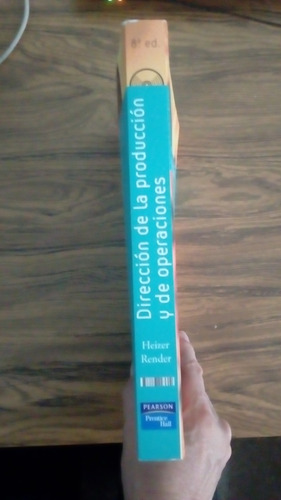 8ª ed.
Dirección de la producción
y de operaciones
Heizer
Render
PEARSON
Prentice
Hall